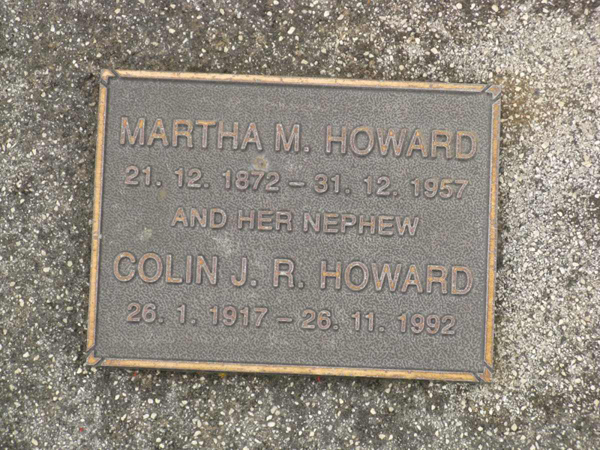 MARTHA M. HOWARD
21. 12. 1872 – 31. 12. 1957
AND HER NEPHEW
COLIN J. R. HOWARD
26. 1. 1917 – 26. 11. 1992